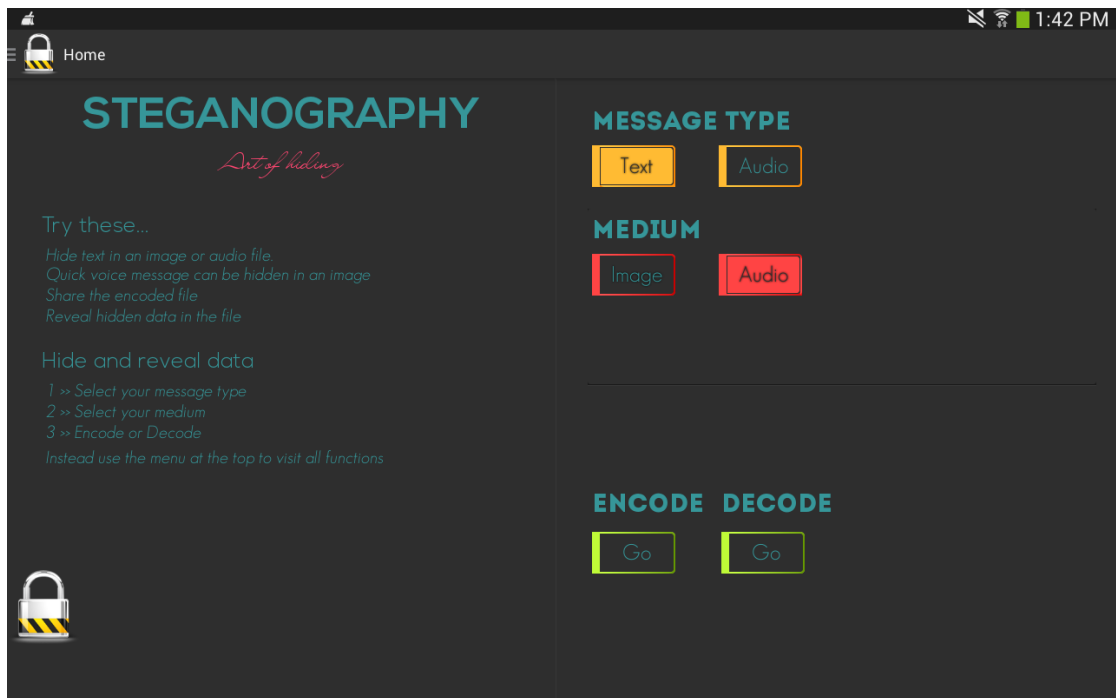 1:42 PM
Home
STEGANOGRAPHY
Art of hiding
Try these...
Hide text in an image or audio file.
Quick voice message can be hidden in an image
Share the encoded file
Reveal hidden data in the file
Hide and reveal data
1 >> Select your message type
2 >> Select your medium
3 >> Encode or Decode
Instead use the menu at the top to visit all functions
MESSAGE TYPE
Text Audio
MEDIUM
Image Audio
ENCODE DECODE
Go Go